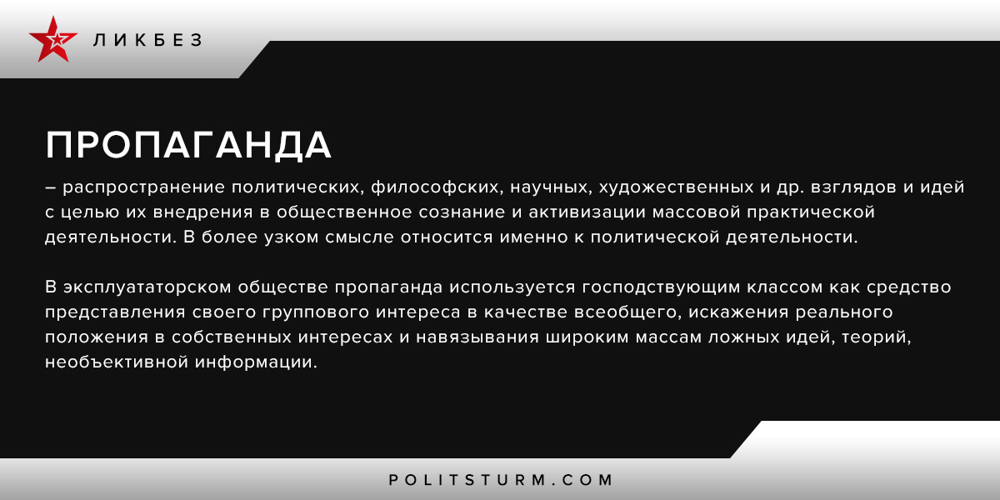 ЛИКБЕЗ
ПРОПАГАНДА
– распространение политических, философских, научных, художественных и др. взглядов и идей
с целью их внедрения в общественное сознание и активизации массовой практической
деятельности. В более узком смысле относится именно к политической деятельности.
В эксплуататорском обществе пропаганда используется господствующим классом как средство
представления своего группового интереса в качестве всеобщего, искажения реального
положения в собственных интересах и навязывания широким массам ложных идей, теорий,
необъективной информации.
POLITSTURM.COM